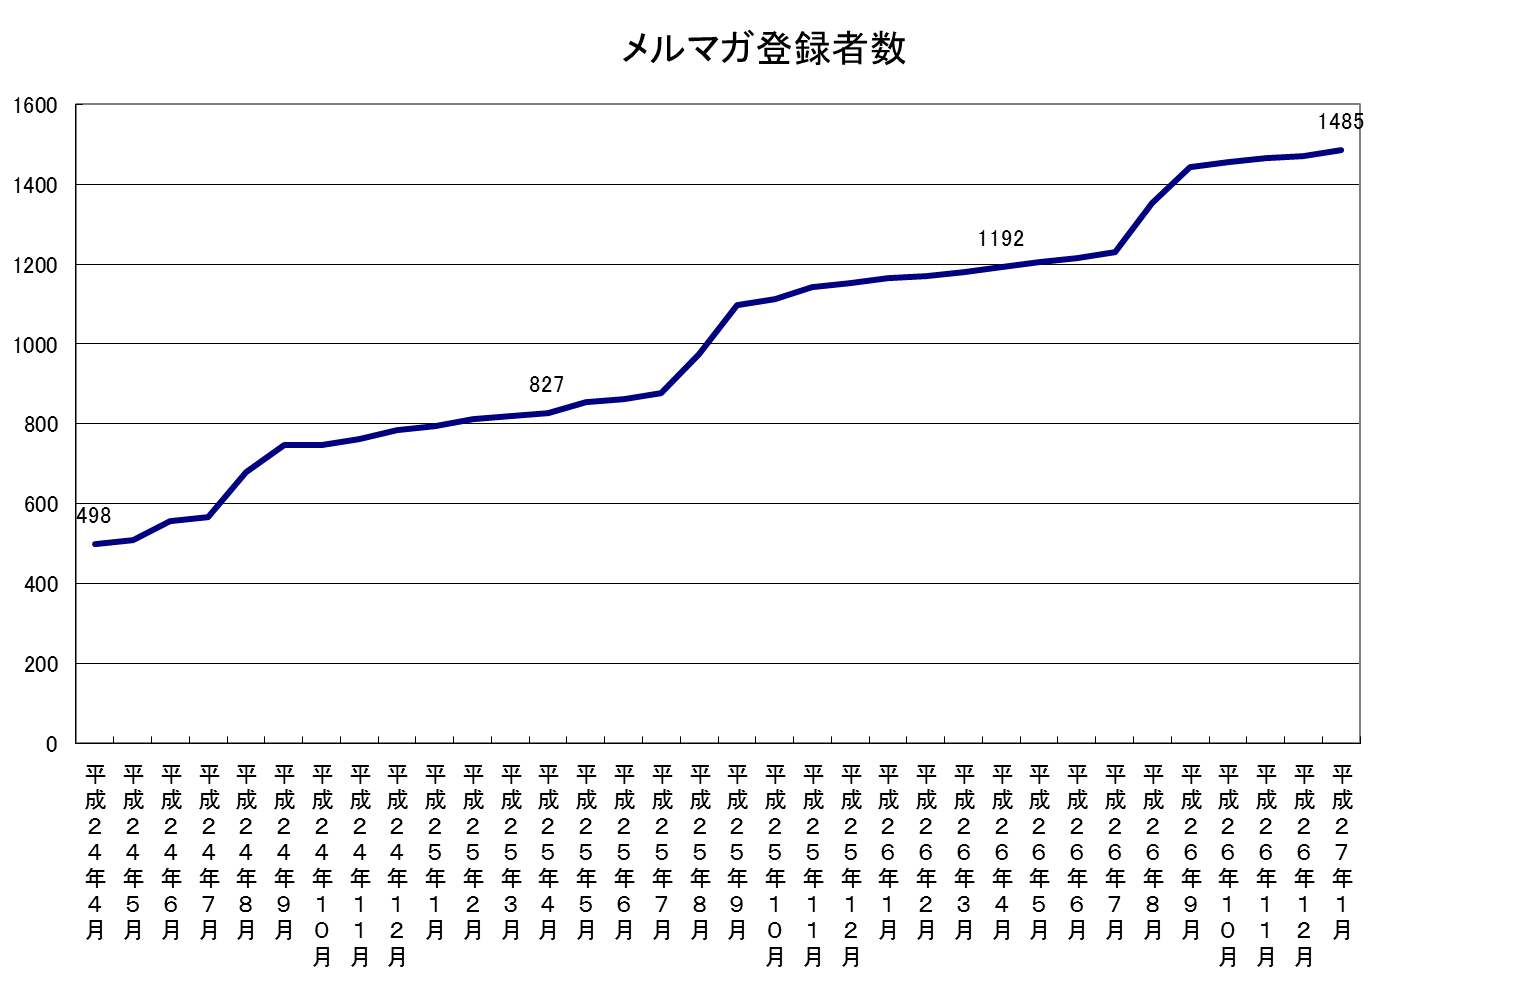 メルマガ登録者数
1600
1400
1200
1000
800
600
400
200
0
498
827
1192
1485
平成24年4月
平成24年5月
平成24年6月
平成24年7月
平成24年8月
平成24年9月
平成24年10月
平成24年11月
平成24年12月
平成25年1月
平成25年2月
平成25年3月
平成25年4月
平成25年5月
平成25年6月
平成25年7月
平成25年8月
平成25年9月
平成25年10月
平成25年11月
平成25年12月
平成26年1月
平成26年2月
平成26年3月
平成26年4月
平成26年5月
平成26年6月
平成26年7月
平成26年8月
平成26年9月
平成26年10月
平成26年11月
平成26年12月
平成27年1月